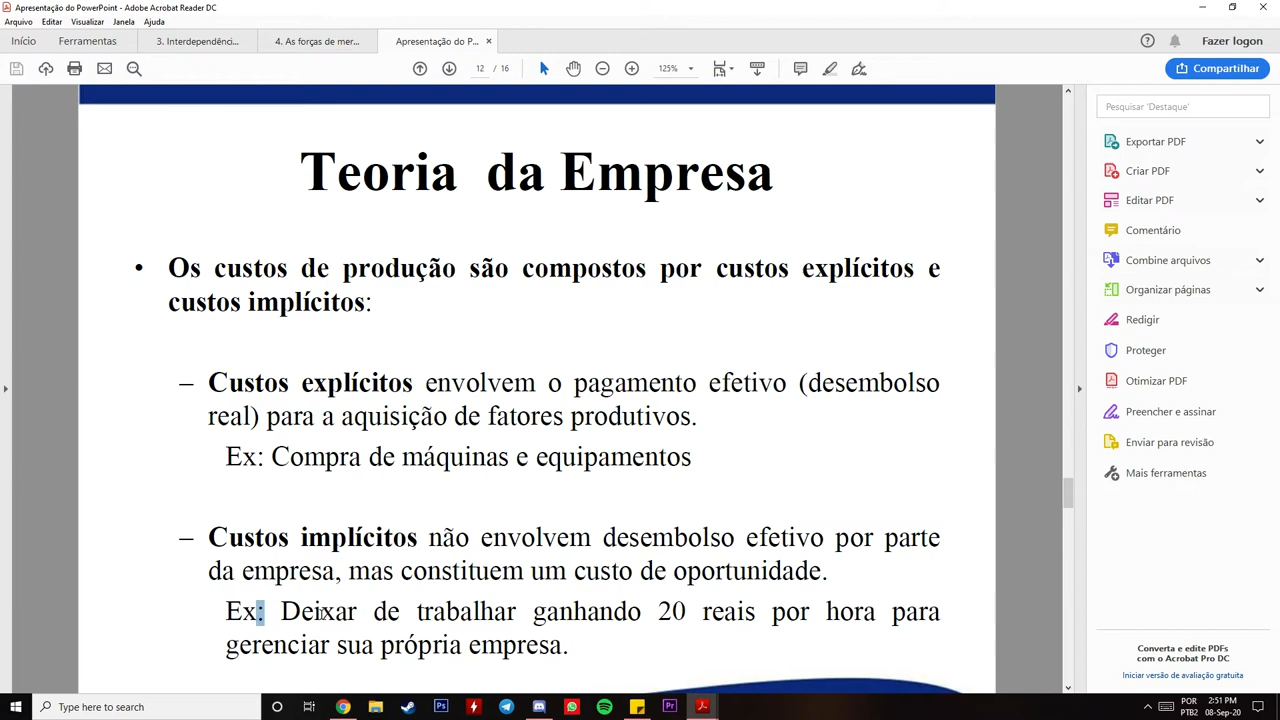 Apresentação do PowerPoint - Adobe Acrobat Reader DC
Arquivo Editar Visualizar Janela Ajuda
Início Ferramentas 3. Interdependênci... 4. As forças de mer... Apresentação do P... × Fazer logon
12 / 16 125% Compartilhar
Teoria da Empresa
• Os custos de produção são compostos por custos explícitos e
custos implícitos:
– Custos explícitos envolvem o pagamento efetivo (desembolso
real) para a aquisição de fatores produtivos.
Ex: Compra de máquinas e equipamentos
– Custos implícitos não envolvem desembolso efetivo por parte
da empresa, mas constituem um custo de oportunidade.
Ex: Deixar de trabalhar ganhando 20 reais por hora para
gerenciar sua própria empresa.
Pesquisar 'Destaque'
Exportar PDF
Criar PDF
Editar PDF
Comentário
Combine arquivos
Organizar páginas
Redigir
Proteger
Otimizar PDF
Preencher e assinar
Enviar para revisão
Mais ferramentas
Converta e edite PDFs
com o Acrobat Pro DC
Iniciar versão de avaliação gratuita
Type here to search
Ps Pr
POR 2:51 PM
PTB2 08-Sep-20